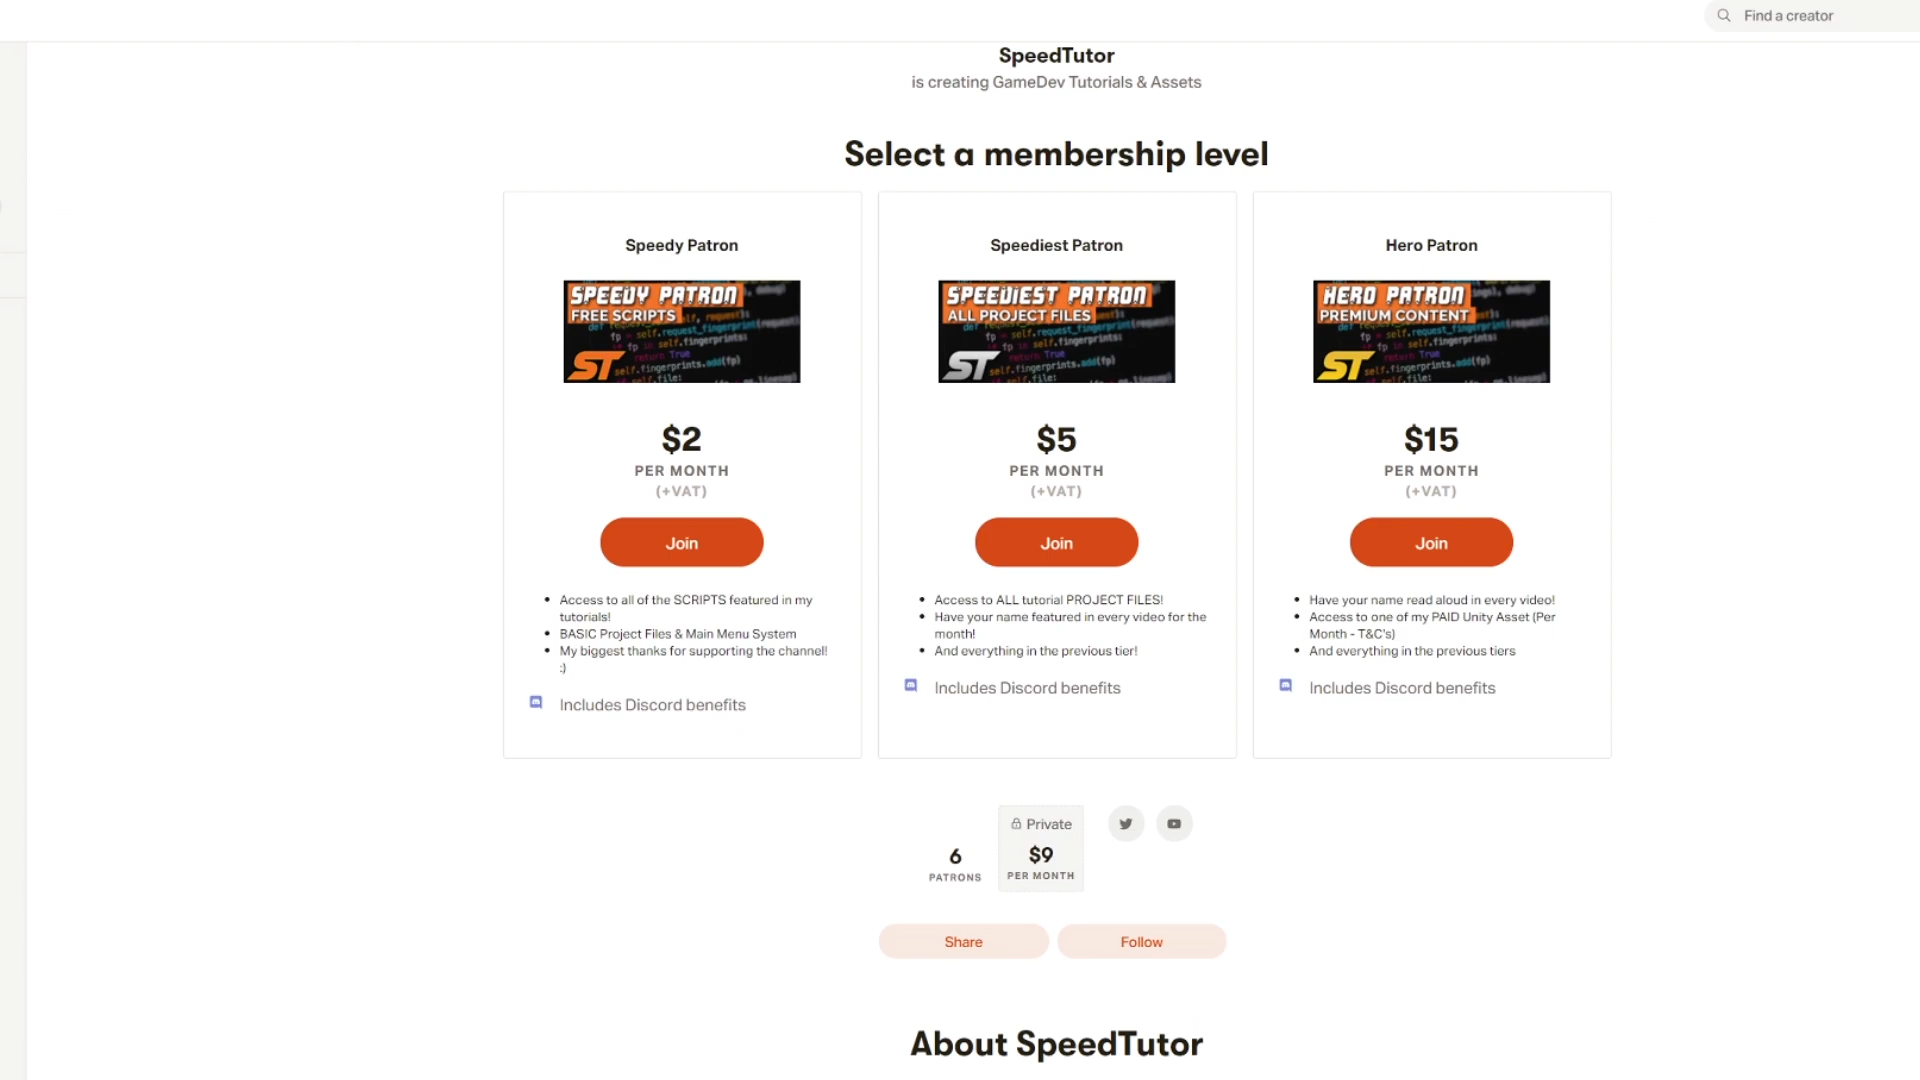 Find a creator
SpeedTutor
is creating GameDev Tutorials & Assets
Select a membership level
Speedy Patron
SPEEDY PATRON
FREE SCRIPTS
$2
PER MONTH
(+VAT)
Join
Access to all of the SCRIPTS featured in my
tutorials!
BASIC Project Files & Main Menu System
My biggest thanks for supporting the channel!
:)
Includes Discord benefits
Speediest Patron
SPEEDIEST PATRON
ALL PROJECT FILES
ST
$5
PER MONTH
(+VAT)
Join
Access to ALL tutorial PROJECT FILES!
Have your name featured in every video for the
month!
And everything in the previous tier!
Includes Discord benefits
Hero Patron
HERO PATRON
PREMIUM CONTENT
ST
$15
PER MONTH
(+VAT)
Join
Have your name read aloud in every video!
Access to one of my PAID Unity Asset (Per
Month - T&C's)
And everything in the previous tiers
Includes Discord benefits
6
PATRONS
Private
$9
PER MONTH
Share
Follow
About SpeedTutor